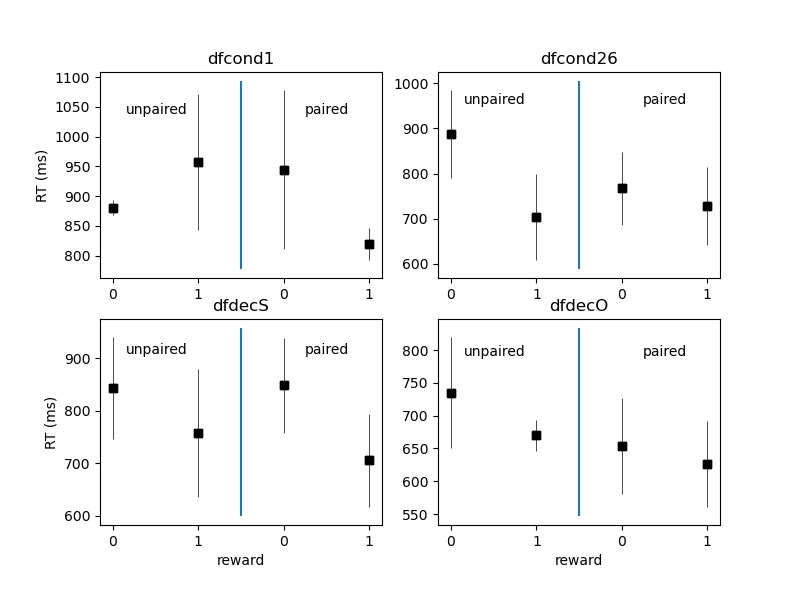 dfcond1
1100
1050
1000
950
900
850
800
RT (ms)
unpaired
paired
0 1 0 1
dfcond26
1000
900
800
700
600
unpaired
paired
0 1 0 1
dfdecS
900
800
700
600
RT (ms)
unpaired
paired
0 1 0 1
reward
dfdecO
800
750
700
650
600
550
unpaired
paired
0 1 0 1
reward